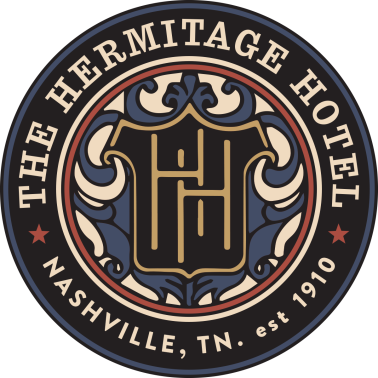 THE HERMITAGE HOTEL
HH
NASHVILLE, TN. est 1910